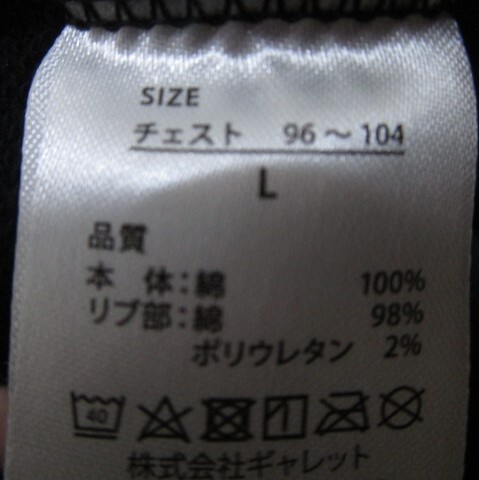 SIZE
チェスト 96～104
L
品質
本 体：綿 100%
リブ部：綿 98%
ポリウレタン 2%
40
株式会社ギャレット